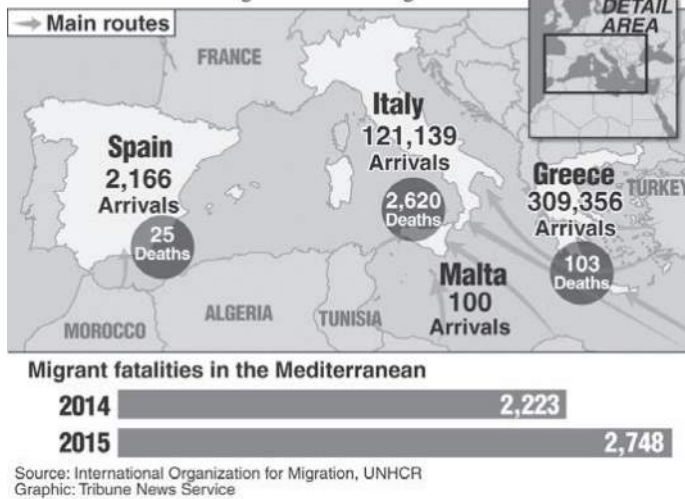 DETAIL
AREA
Main routes
FRANCE
Italy
121,139
Arrivals
2,620
Deaths
Spain
2,166
Arrivals
25
Deaths
Greece
309,356
Arrivals
103
Deaths
TURKEY
Malta
100
Arrivals
MOROCCO
ALGERIA
TUNISIA
Migrant fatalities in the Mediterranean
2014 2,223
2015 2,748
Source: International Organization for Migration, UNHCR
Graphic: Tribune News Service